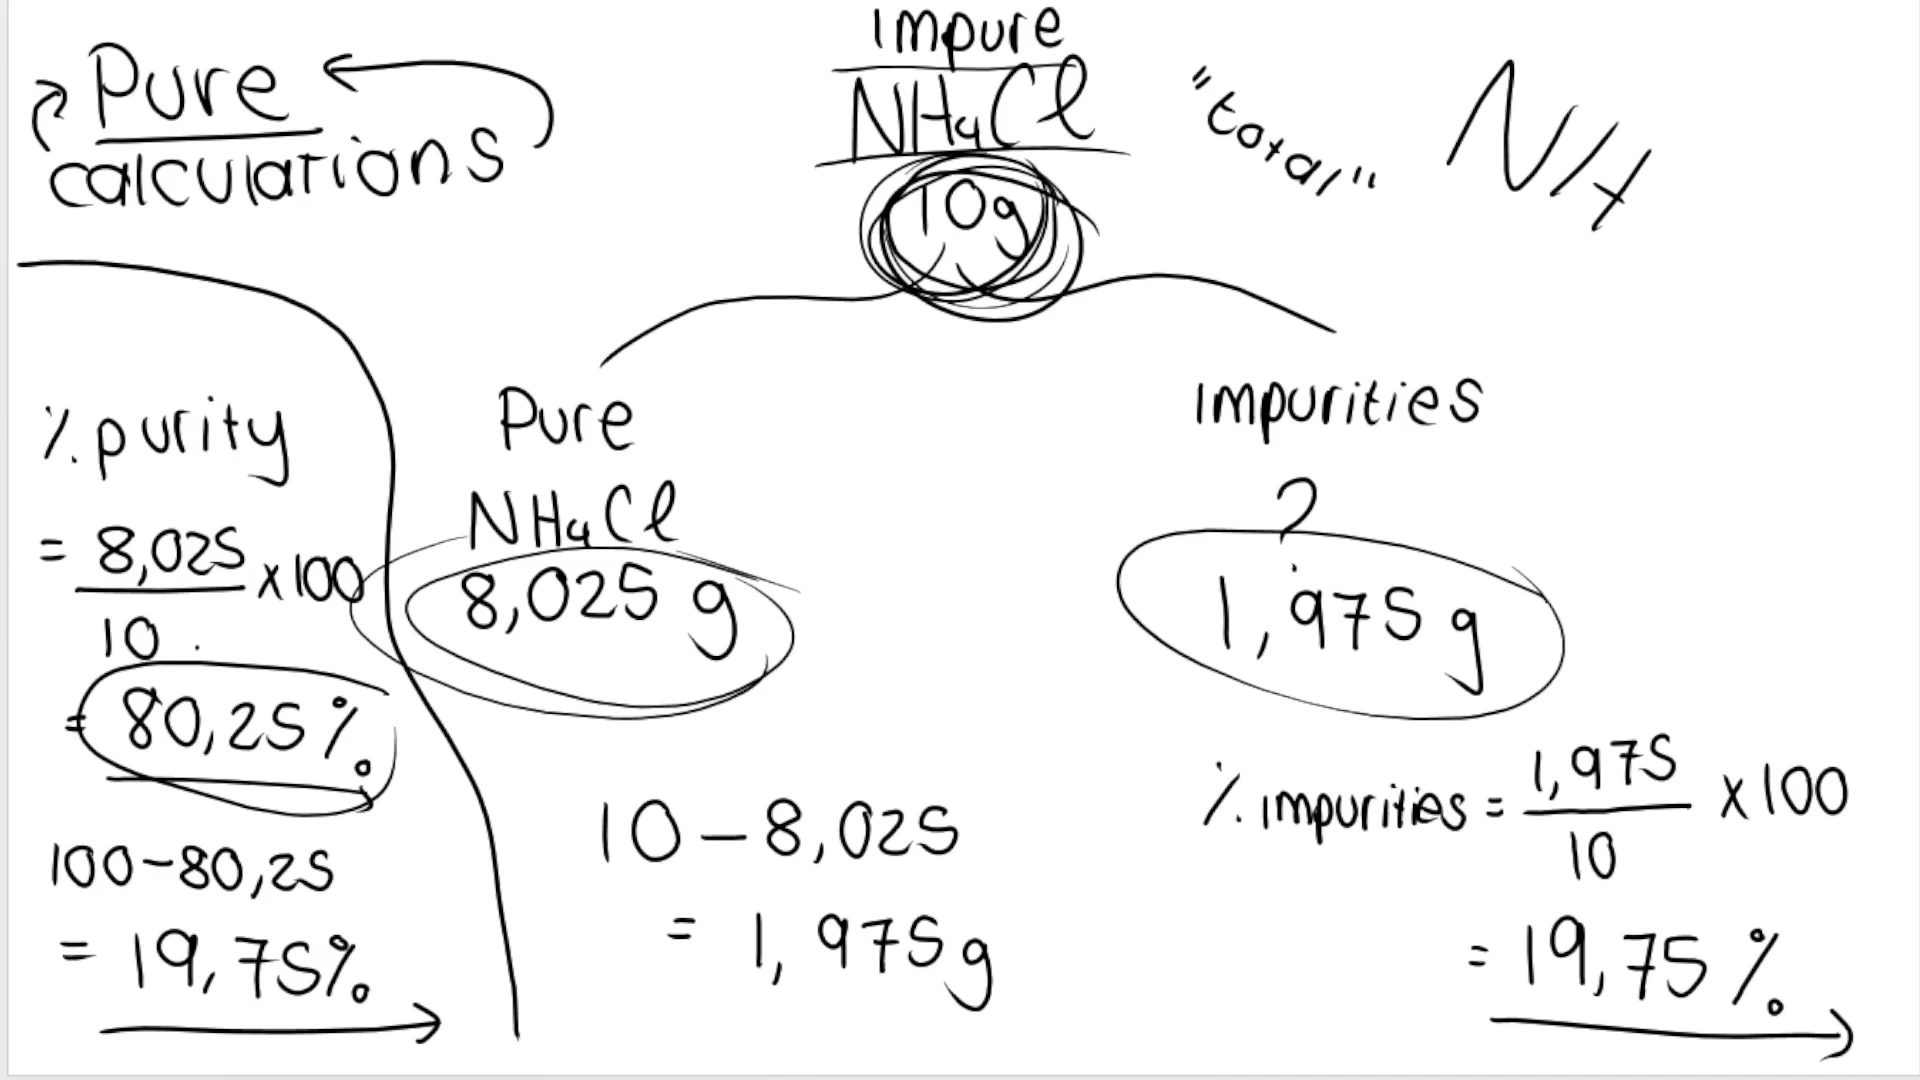 Pure
calculations
Impure
NH4Cl
10g
"total"
NH
% purity
= 8,025 x100
10
= 80,25%
100-80,25
= 19,75%
Pure
NH4Cl
8,025 g
10-8,025
= 1,975g
Impurities
?
1,975 g
% impurities = 1,975 x100
10
= 19,75%